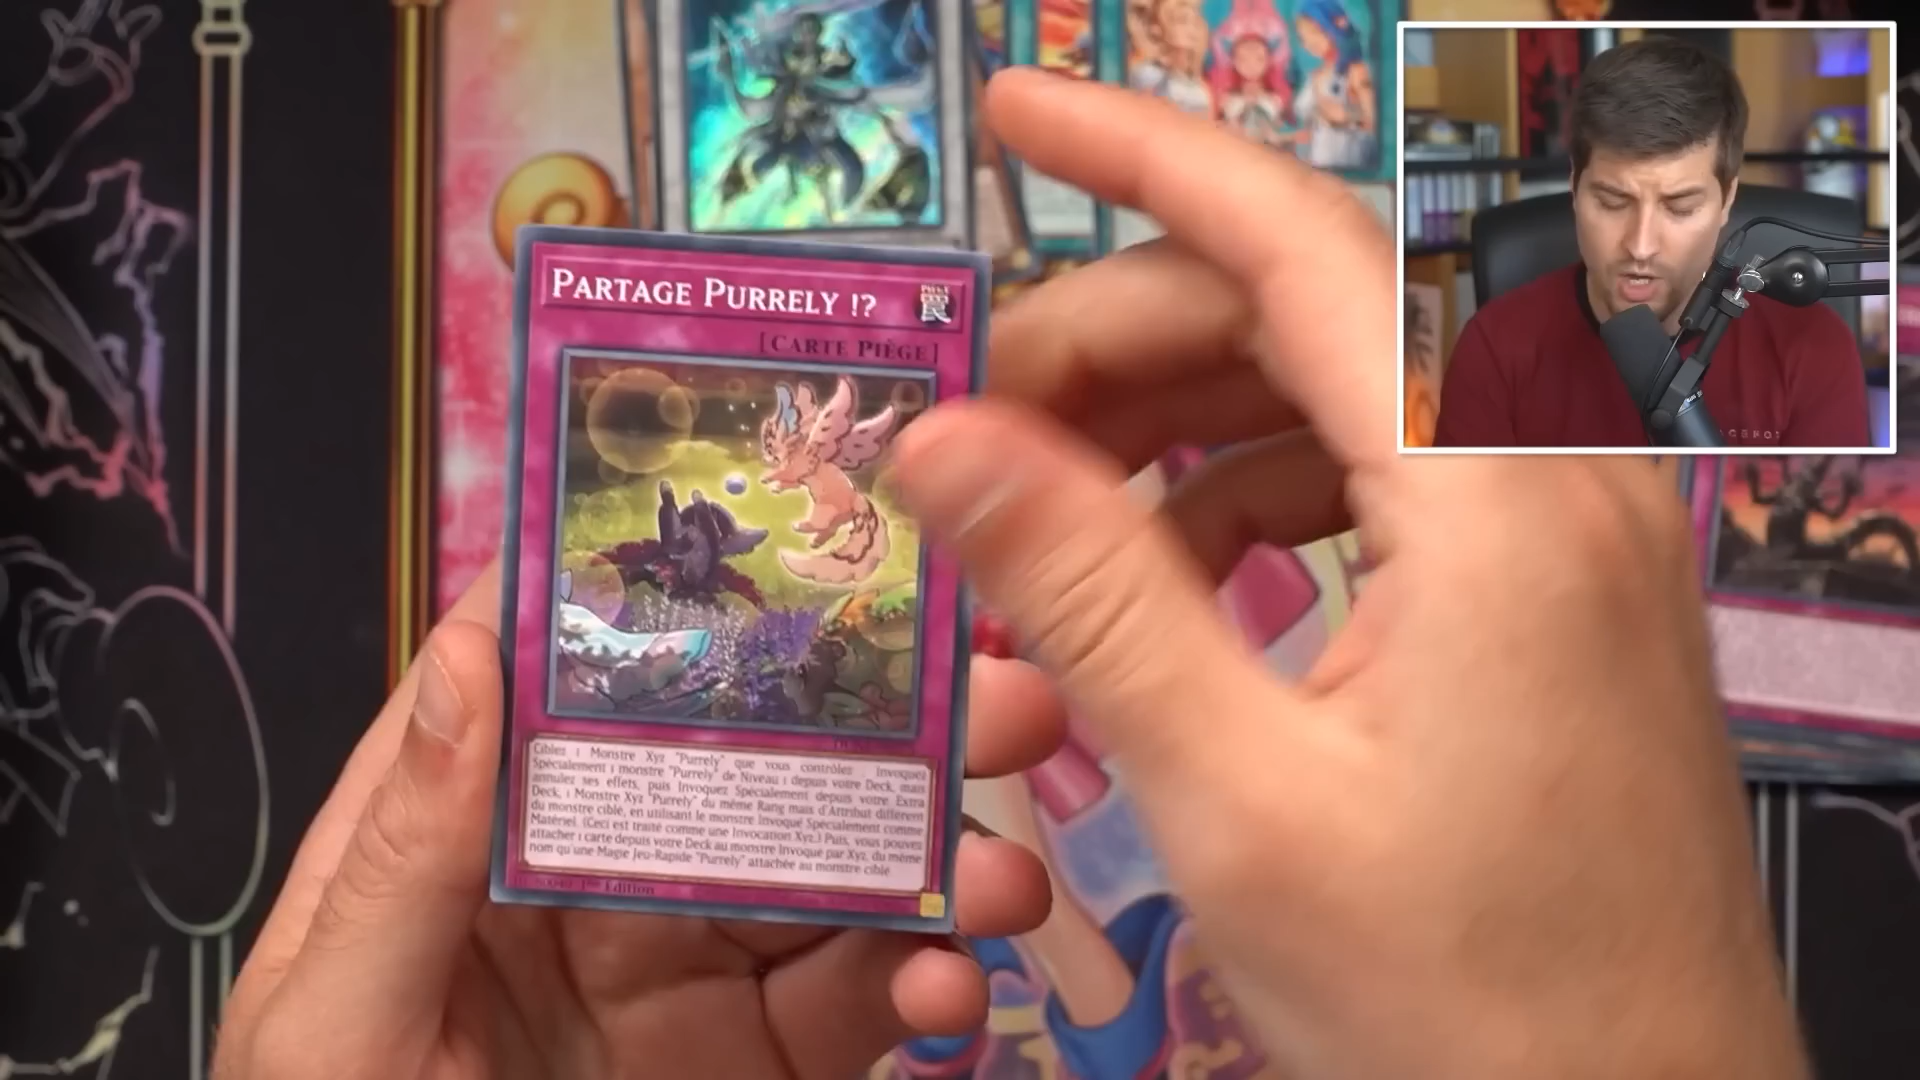 PARTAGE PURRELY !?
PIÈGE
罠
[CARTE PIÈGE]
Ciblez 1 Monstre Xyz "Purrely" que vous contrôlez ; Invoquez
Spécialement 1 monstre "Purrely" de Niveau 1 depuis votre Deck, mais
annulez ses effets, puis Invoquez Spécialement depuis votre Extra
Deck, 1 Monstre Xyz "Purrely" du même Rang mais d'Attribut différent
du monstre ciblé, en utilisant le monstre Invoqué Spécialement comme
Matériel. (Ceci est traité comme une Invocation Xyz.) Puis, vous pouvez
attacher 1 carte depuis votre Deck au monstre Invoqué par Xyz, du même
nom qu'une Magie Jeu-Rapide "Purrely" attachée au monstre ciblé.
1re Édition